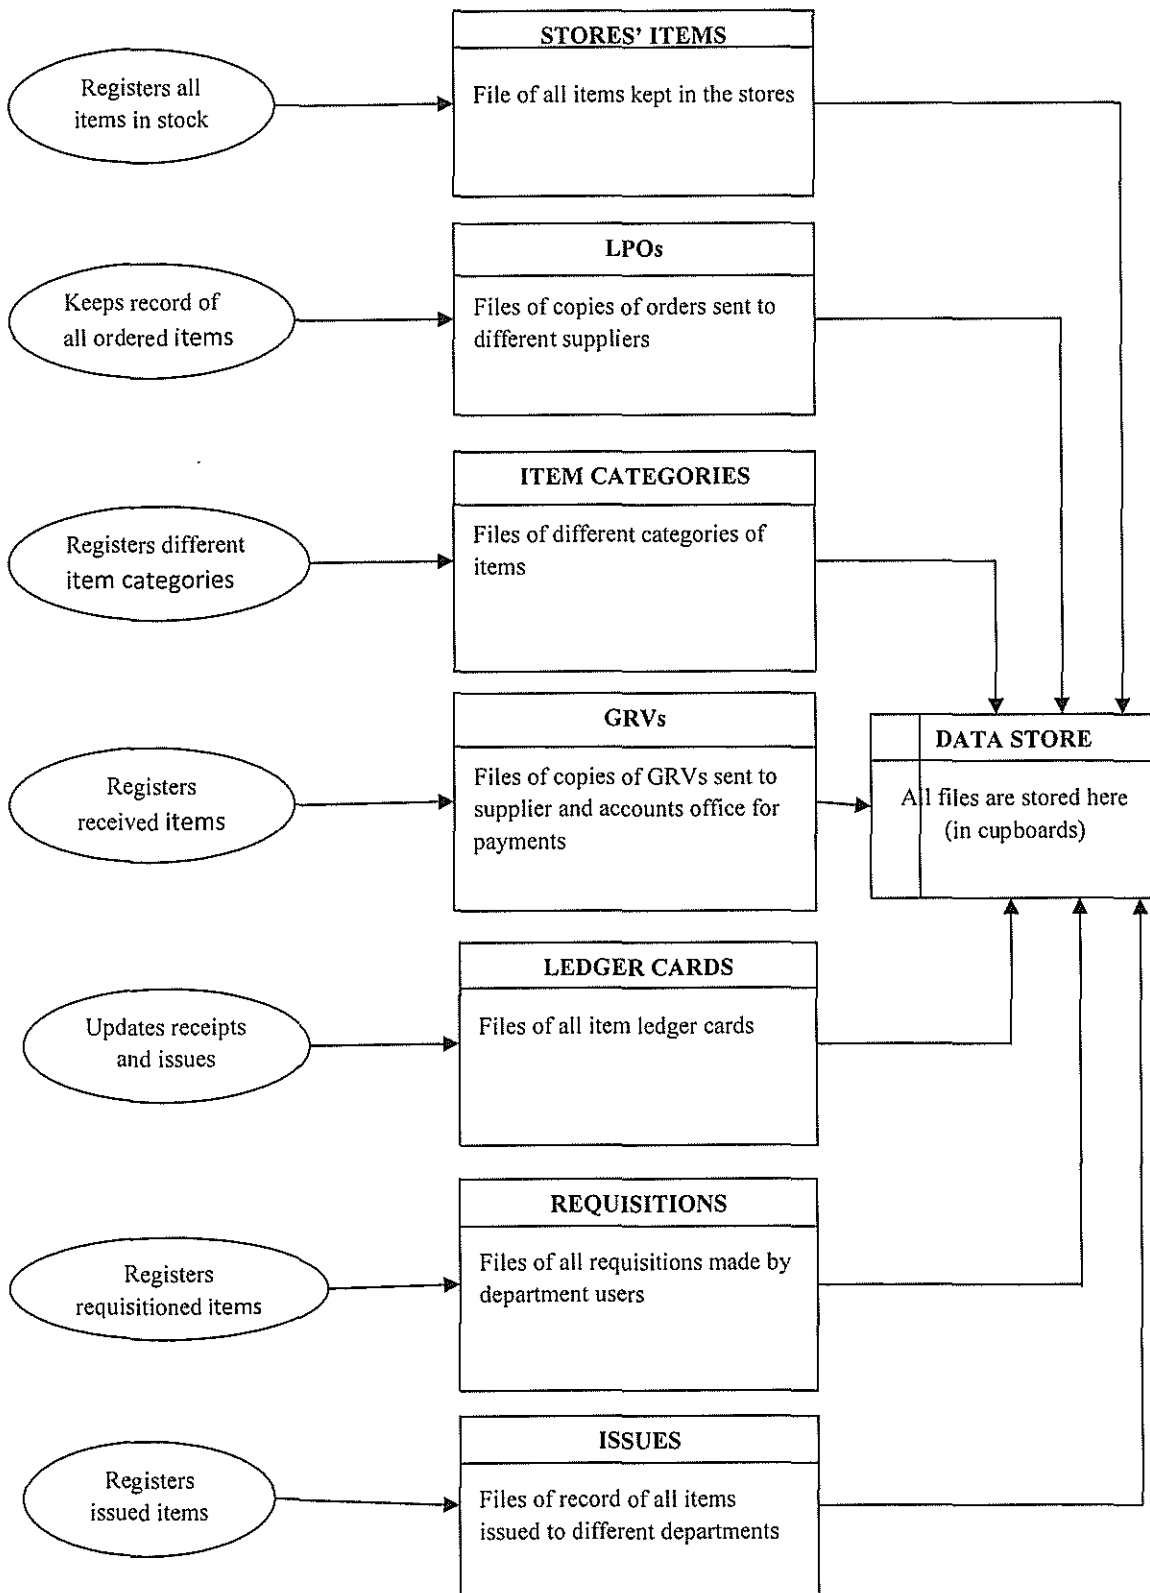 STORES' ITEMS
Registers all
items in stock
File of all items kept in the stores
LPOs
Keeps record of
all ordered items
Files of copies of orders sent to
different suppliers
ITEM CATEGORIES
Registers different
item categories
Files of different categories of
items
GRVs
Registers
received items
Files of copies of GRVs sent to
supplier and accounts office for
payments
DATA STORE
All files are stored here
(in cupboards)
LEDGER CARDS
Updates receipts
and issues
Files of all item ledger cards
REQUISITIONS
Registers
requisitioned items
Files of all requisitions made by
department users
ISSUES
Registers
issued items
Files of record of all items
issued to different departments